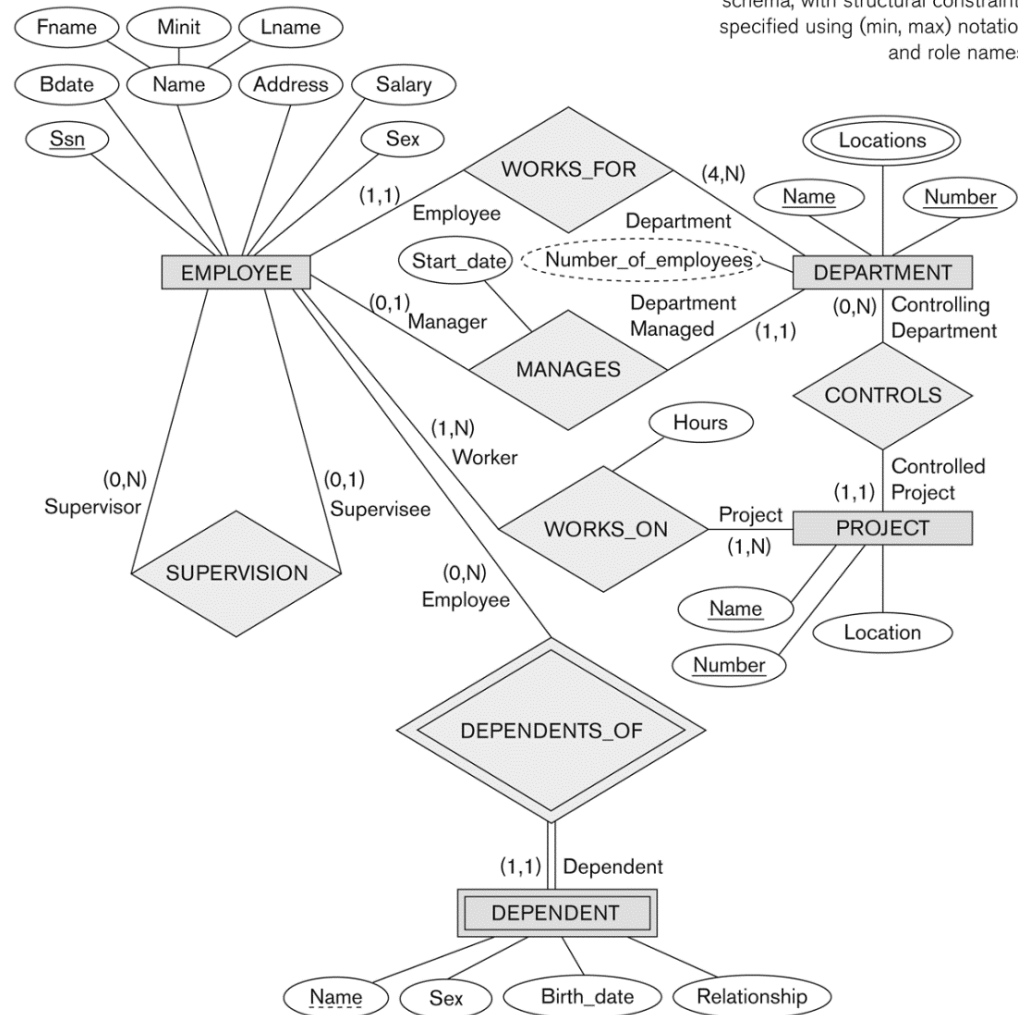 schema, with structural constraint
specified using (min, max) notation
and role names
Fname
Minit
Lname
Bdate
Name
Address
Salary
Ssn
Sex
WORKS_FOR
Locations
(4,N)
Name
Number
(1,1)
Employee
Department
Start_date
Number_of_employees
EMPLOYEE
DEPARTMENT
(0,1)
Manager
Department
Managed
(1,1)
(0,N)
Controlling
Department
MANAGES
CONTROLS
Hours
(1,N)
Worker
(0,N)
Supervisor
(0,1)
Supervisee
Controlled
Project
(1,1)
Project
(1,N)
WORKS_ON
PROJECT
SUPERVISION
(0,N)
Employee
Name
Location
Number
DEPENDENTS_OF
(1,1)
Dependent
DEPENDENT
Name
Sex
Birth_date
Relationship